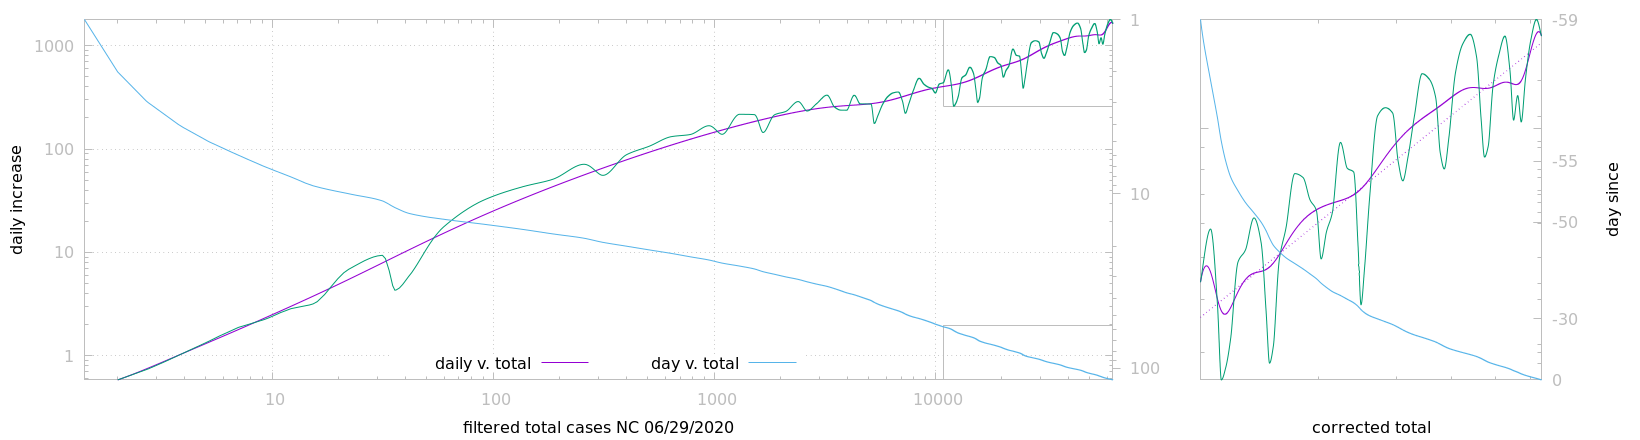 1000
100
10
1
daily increase
10
100
1000
10000
filtered total cases NC 06/29/2020
daily v. total
day v. total
1
10
100
-59
-55
-50
-30
0
day since
corrected total